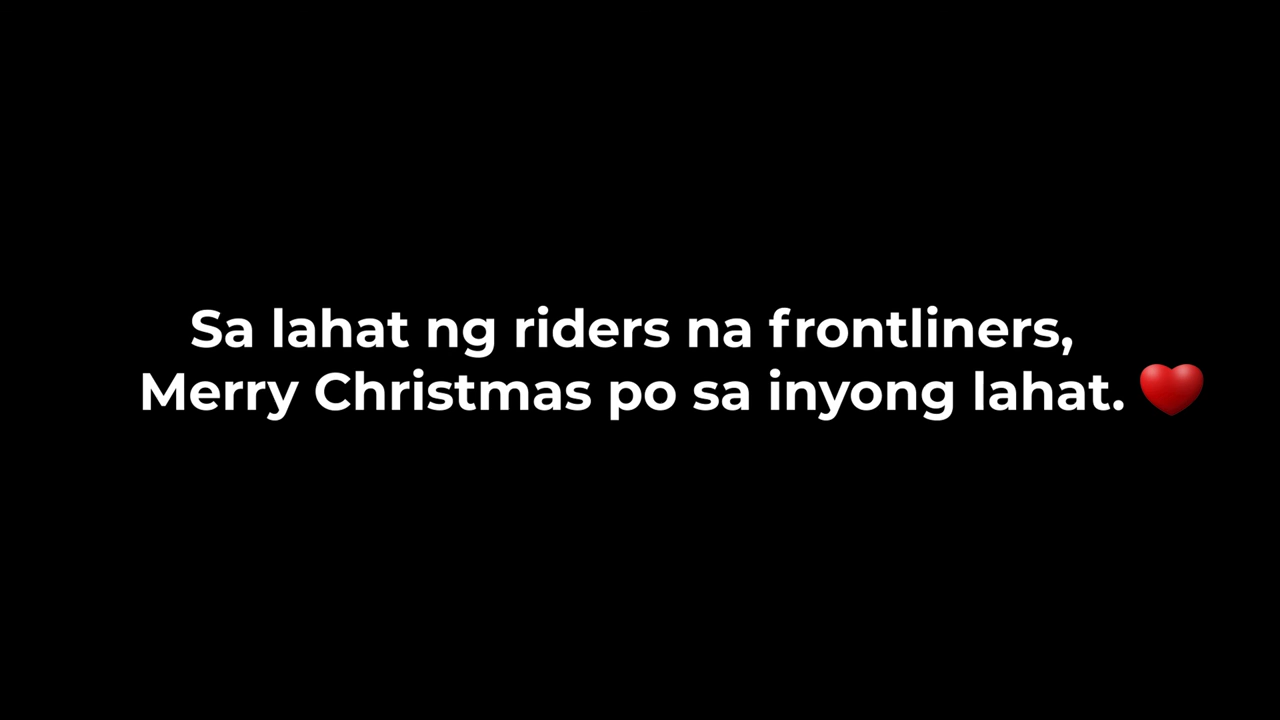 Sa lahat ng riders na frontliners,
Merry Christmas po sa inyong lahat. ❤️